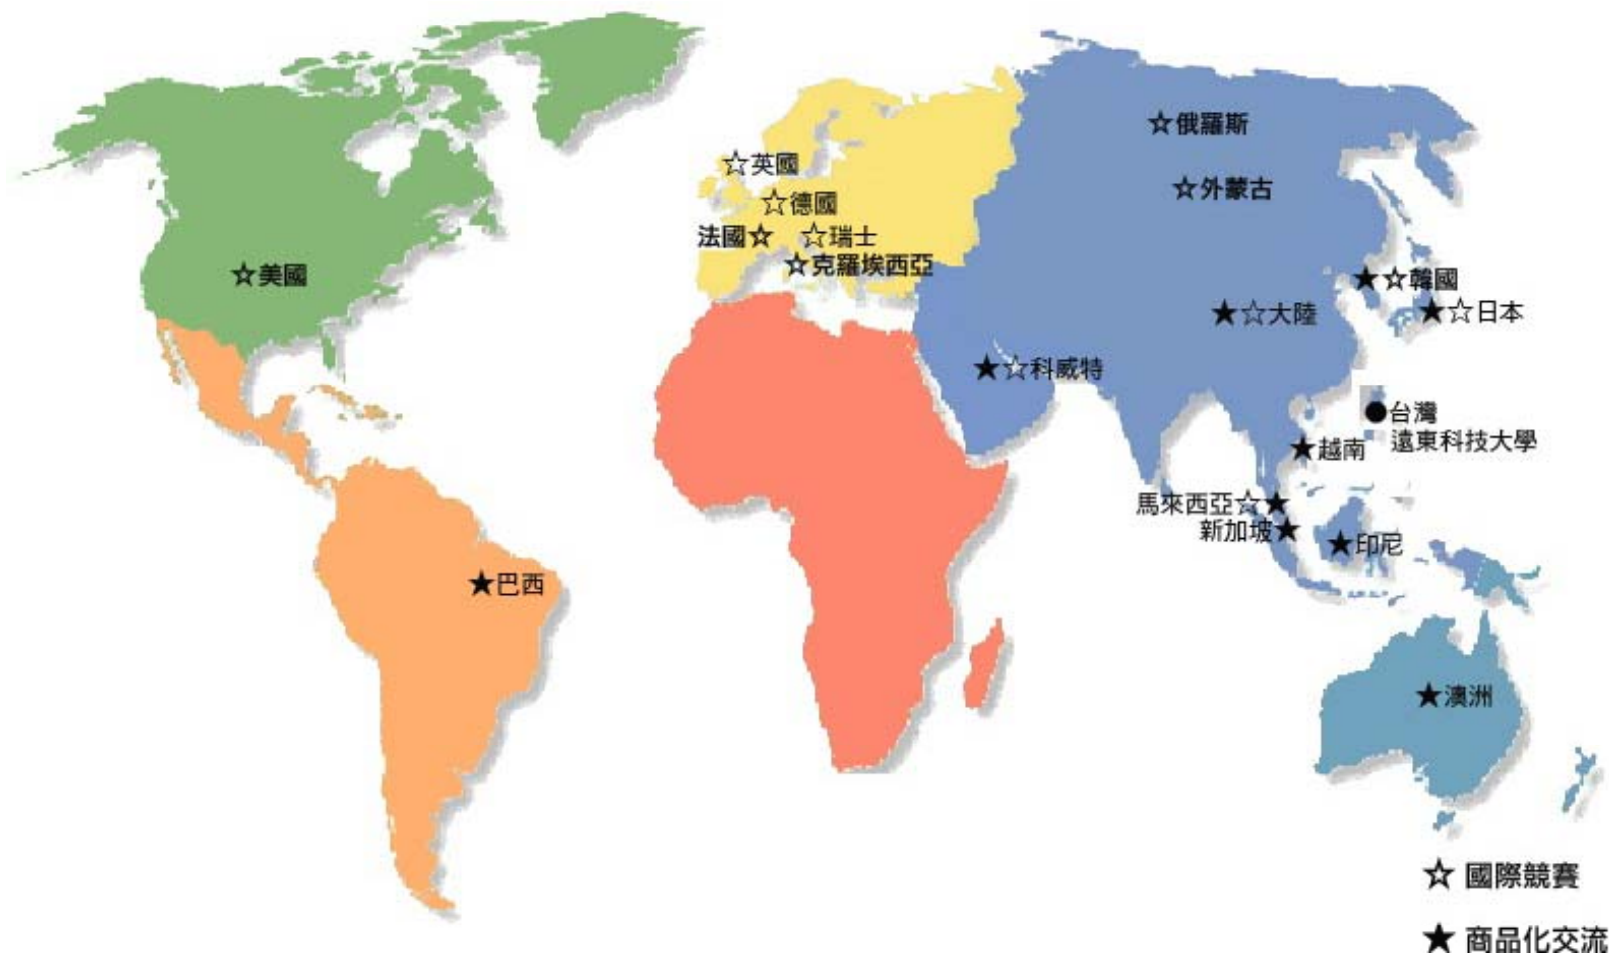 ☆俄羅斯
☆英國
☆外蒙古
☆德國
法國☆
☆瑞士
☆克羅埃西亞
☆美國
★☆韓國
★☆大陸
★☆日本
★☆科威特
●台灣
遠東科技大學
★越南
馬來西亞☆★
新加坡★
★印尼
★巴西
★澳洲
☆ 國際競賽
★ 商品化交流